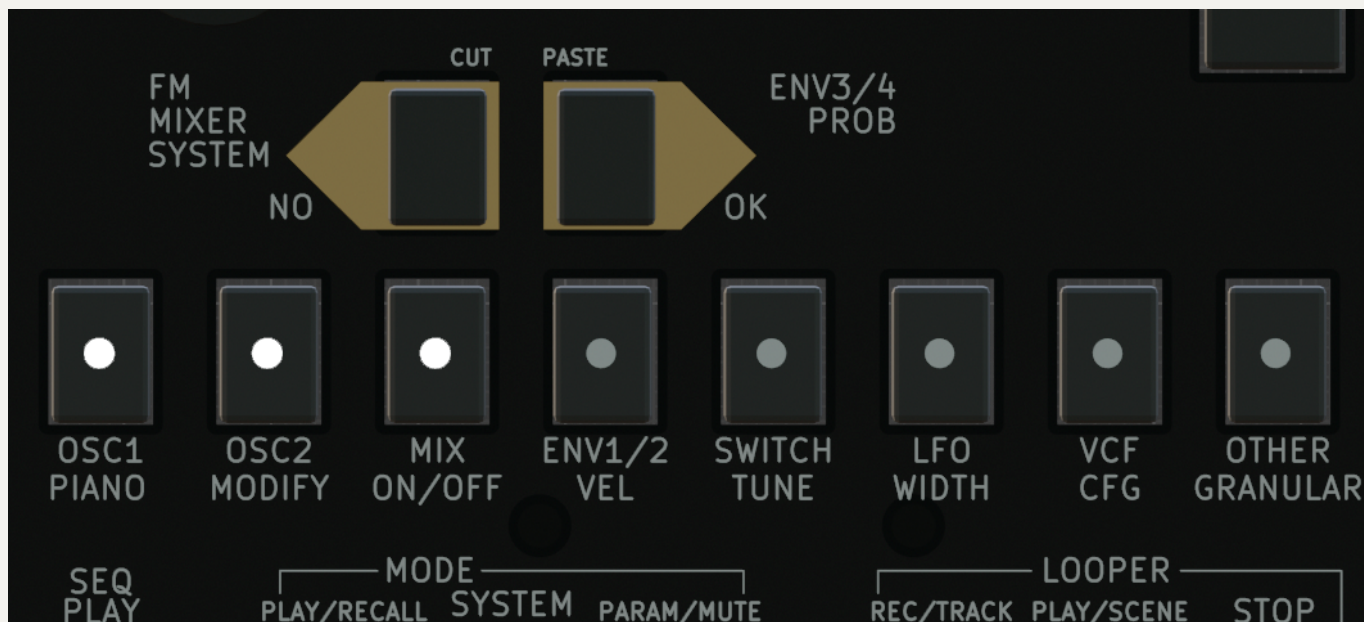 CUT
PASTE
FM
MIXER
SYSTEM
NO
ENV3/4
PROB
OK
OSC1
PIANO
OSC2
MODIFY
MIX
ON/OFF
ENV1/2
VEL
SWITCH
TUNE
LFO
WIDTH
VCF
CFG
OTHER
GRANULAR
SEQ
PLAY
MODE
PLAY/RECALL
SYSTEM
PARAM/MUTE
LOOPER
REC/TRACK
PLAY/SCENE
STOP